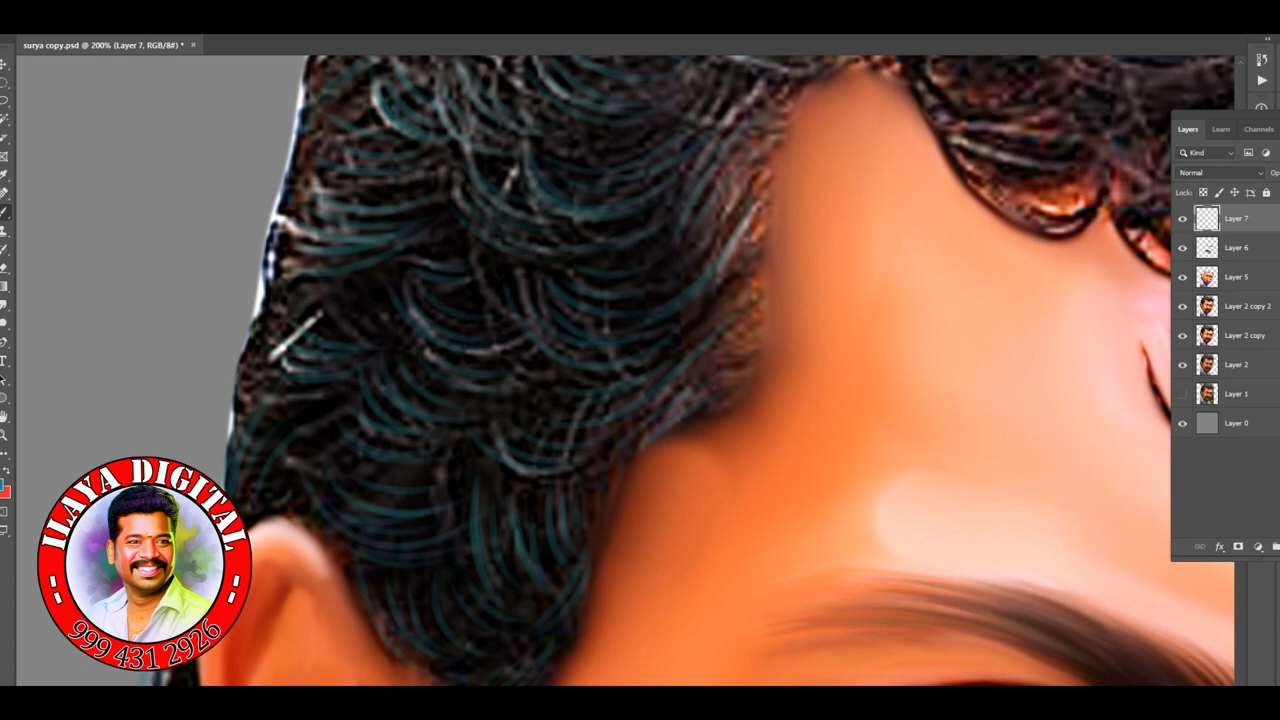 surya copy.psd @ 200% (Layer 7, RGB/8#) * ×
Layers Learn Channels
Kind
Normal Op
Lock:
Layer 7
Layer 6
Layer 5
Layer 2 copy 2
Layer 2 copy
Layer 2
Layer 1
Layer 0
fx
ILAYA DIGITAL
999 431 2926